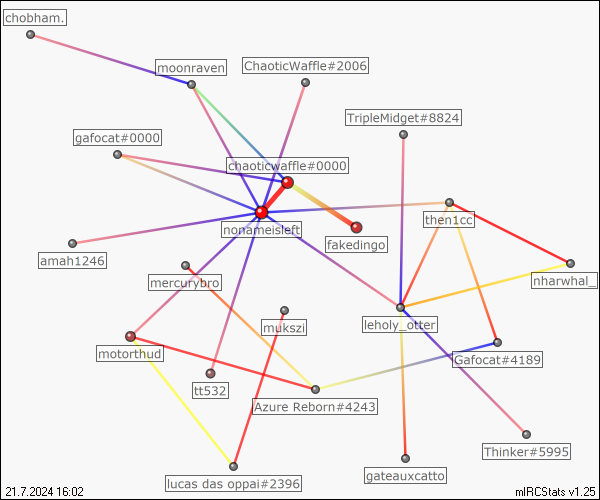 chobham.
moonraven
ChaoticWaffle#2006
TripleMidget#8824
gafocat#0000
chaoticwaffle#0000
nonameisleft
then1cc
fakedingo
amah1246
mercurybro
nharwhal_
mukszi
leholy_otter
motorthud
Gafocat#4189
tt532
Azure Reborn#4243
Thinker#5995
gateauxcatto
lucas das oppai#2396
21.7.2024 16:02
mIRCStats v1.25